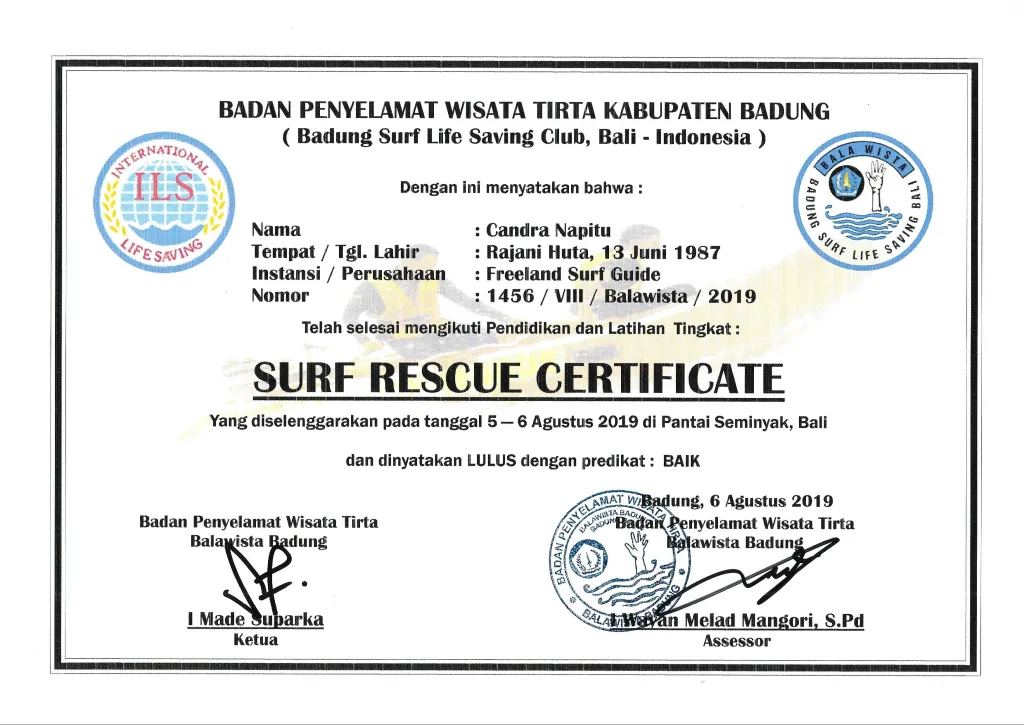 BADAN PENYELAMAT WISATA TIRTA KABUPATEN BADUNG
( Badung Surf Life Saving Club, Bali - Indonesia )
INTERNATIONAL
ILS
LIFE SAVING
BALA WISTA
BADUNG SURF LIFE SAVING BALI
Dengan ini menyatakan bahwa :
Nama : Candra Napitu
Tempat / Tgl. Lahir : Rajani Huta, 13 Juni 1987
Instansi / Perusahaan : Freeland Surf Guide
Nomor : 1456 / VIII / Balawista / 2019
Telah selesai mengikuti Pendidikan dan Latihan Tingkat :
SURF RESCUE CERTIFICATE
Yang diselenggarakan pada tanggal 5 — 6 Agustus 2019 di Pantai Seminyak, Bali
dan dinyatakan LULUS dengan predikat : BAIK
Badung, 6 Agustus 2019
Badan Penyelamat Wisata Tirta
Balawista Badung
I Made Suparka
Ketua
Badan Penyelamat Wisata Tirta
Balawista Badung
I Wayan Melad Mangori, S.Pd
Assessor
BADAN PENYELAMAT WISATA TIRTA
BALAWISTA BADUNG
BALAWISTA BADUNG